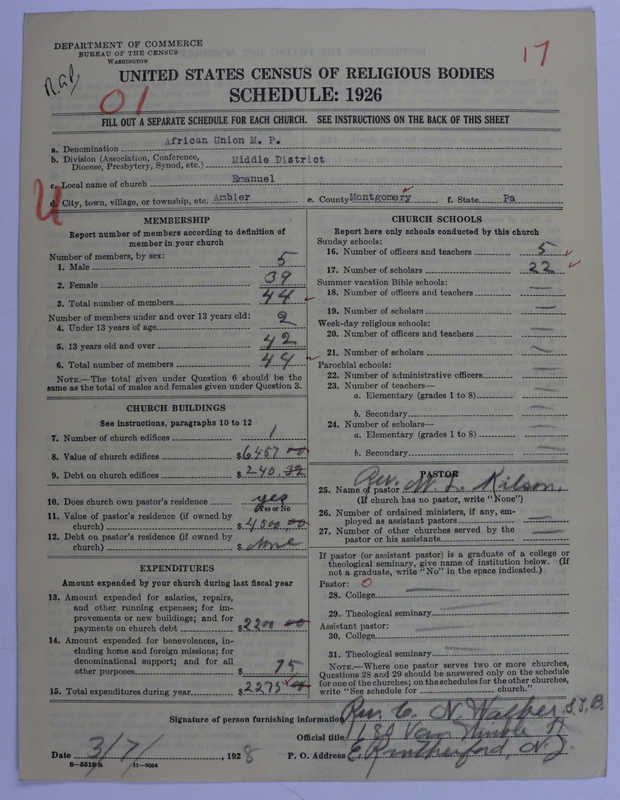 DEPARTMENT OF COMMERCE
BUREAU OF THE CENSUS
WASHINGTON
17
01
UNITED STATES CENSUS OF RELIGIOUS BODIES
SCHEDULE: 1926
FILL OUT A SEPARATE SCHEDULE FOR EACH CHURCH. SEE INSTRUCTIONS ON THE BACK OF THIS SHEET
a. Denomination African Union M. P.
b. Division (Association, Conference, Diocese, Presbytery, Synod, etc.) Middle District
c. Local name of church Emanuel
d. City, town, village, or township, etc. Ambler e. County Montgomery f. State Pa
MEMBERSHIP
Report number of members according to definition of
member in your church
Number of members, by sex:
1. Male 5
2. Female 39
3. Total number of members 44
Number of members under and over 13 years old:
4. Under 13 years of age 2
5. 13 years old and over 42
6. Total number of members 44
NOTE.—The total given under Question 6 should be the
same as the total of males and females given under Question 3.
CHURCH BUILDINGS
See instructions, paragraphs 10 to 12
7. Number of church edifices 1
8. Value of church edifices $6457 00
9. Debt on church edifices $240.32
10. Does church own pastor's residence yes
Yes or No
11. Value of pastor's residence (if owned by
church) $4500.00
12. Debt on pastor's residence (if owned by
church) $None
EXPENDITURES
Amount expended by your church during last fiscal year
13. Amount expended for salaries, repairs,
and other running expenses; for im-
provements or new buildings; and for
payments on church debt $2200 00
14. Amount expended for benevolences, in-
cluding home and foreign missions; for
denominational support; and for all
other purposes $75
15. Total expenditures during year $2275 00
CHURCH SCHOOLS
Report here only schools conducted by this church
Sunday schools:
16. Number of officers and teachers 5
17. Number of scholars 22
Summer vacation Bible schools:
18. Number of officers and teachers —
19. Number of scholars —
Week-day religious schools:
20. Number of officers and teachers —
21. Number of scholars —
Parochial schools:
22. Number of administrative officers —
23. Number of teachers—
a. Elementary (grades 1 to 8) —
b. Secondary —
24. Number of scholars—
a. Elementary (grades 1 to 8) —
b. Secondary —
PASTOR
25. Name of pastor Rev. W. L. Kilson.
(If church has no pastor, write "None")
26. Number of ordained ministers, if any, em-
ployed as assistant pastors —
27. Number of other churches served by the
pastor or his assistants —
If pastor (or assistant pastor) is a graduate of a college or
theological seminary, give name of institution below. (If
not a graduate, write "No" in the space indicated.)
Pastor: 0
28. College —
29. Theological seminary —
Assistant pastor: —
30. College —
31. Theological seminary —
NOTE.—Where one pastor serves two or more churches,
Questions 28 and 29 should be answered only on the schedule
for one of the churches; on the schedules for the other churches,
write "See schedule for church."
Signature of person furnishing information Rev. C. N. Walker, S.T.B.
Official title 184 Van
Date 3/7/, 1928 P. O. Address E. Rutherford, N. J.
8—5518a 11—9664